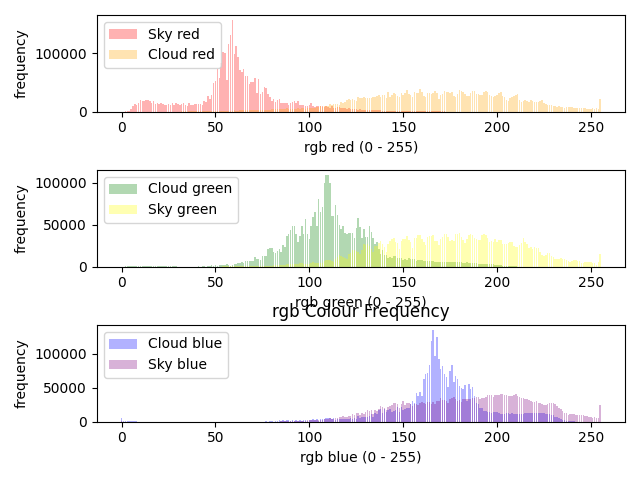 frequency
100000
0
Sky red
Cloud red
0 50 100 150 200 250
rgb red (0 - 255)
frequency
100000
50000
0
Cloud green
Sky green
0 50 100 150 200 250
rgb green (0 - 255)
rgb Colour Frequency
frequency
100000
50000
0
Cloud blue
Sky blue
0 50 100 150 200 250
rgb blue (0 - 255)